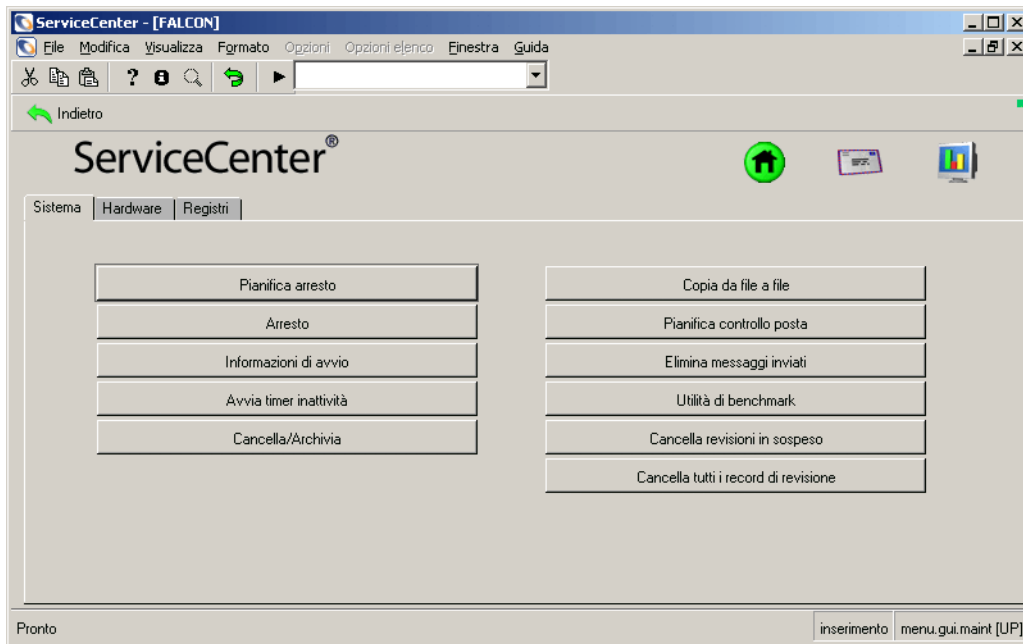 ServiceCenter - [FALCON]
File Modifica Visualizza Formato Opzioni Opzioni elenco Finestra Guida
Indietro
ServiceCenter®
Sistema Hardware Registri
Pianifica arresto
Arresto
Informazioni di avvio
Avvia timer inattività
Cancella/Archivia
Copia da file a file
Pianifica controllo posta
Elimina messaggi inviati
Utilità di benchmark
Cancella revisioni in sospeso
Cancella tutti i record di revisione
Pronto inserimento menu.gui.maint [UP]